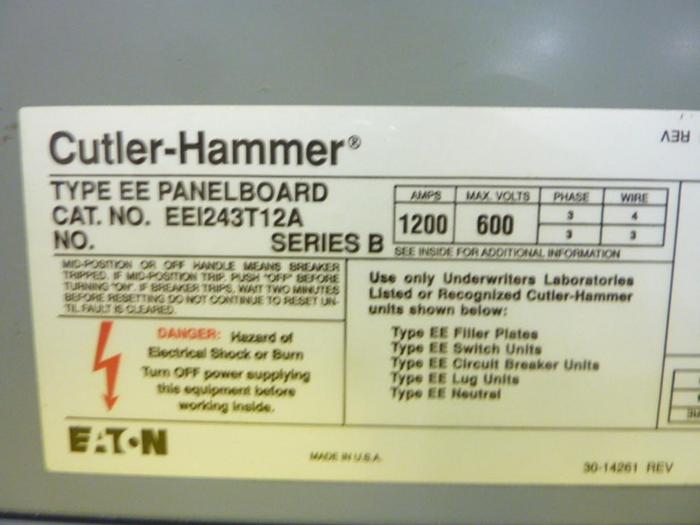 Cutler-Hammer®
REV
TYPE EE PANELBOARD
CAT. NO. EEI243T12A
NO. SERIES B
AMPS MAX. VOLTS PHASE WIRE
1200 600 3 4
3 3
SEE INSIDE FOR ADDITIONAL INFORMATION
MID-POSITION OR OFF HANDLE MEANS BREAKER
TRIPPED. IF MID-POSITION TRIP, PUSH "OFF" BEFORE
TURNING "ON". IF BREAKER TRIPS, WAIT TWO MINUTES
BEFORE RESETTING DO NOT CONTINUE TO RESET UN-
TIL FAULT IS CLEARED.
DANGER: Hazard of
Electrical Shock or Burn
Turn OFF power supplying
this equipment before
working inside.
Use only Underwriters Laboratories
Listed or Recognized Cutler-Hammer
units shown below:
Type EE Filler Plates
Type EE Switch Units
Type EE Circuit Breaker Units
Type EE Lug Units
Type EE Neutral
EATON
MADE IN U.S.A.
30-14261 REV